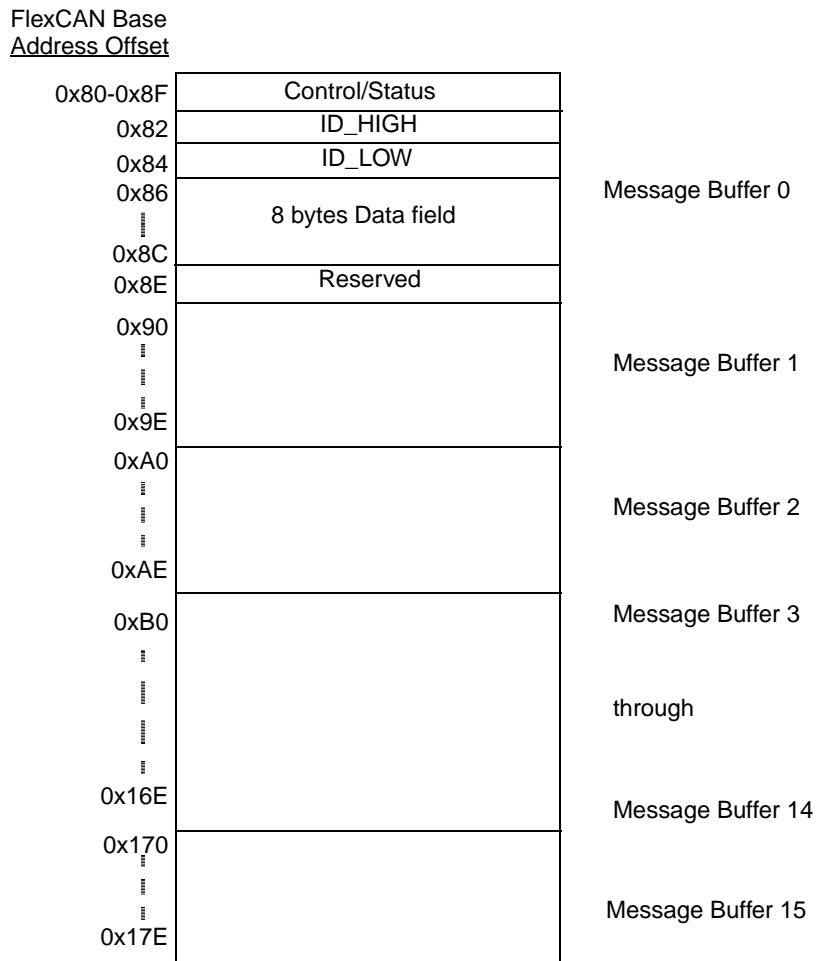 FlexCAN Base
Address Offset
0x80-0x8F Control/Status
0x82 ID_HIGH
0x84 ID_LOW
0x86
8 bytes Data field
Message Buffer 0
0x8C
0x8E Reserved
0x90
Message Buffer 1
0x9E
0xA0
Message Buffer 2
0xAE
0xB0 Message Buffer 3
through
0x16E Message Buffer 14
0x170
Message Buffer 15
0x17E